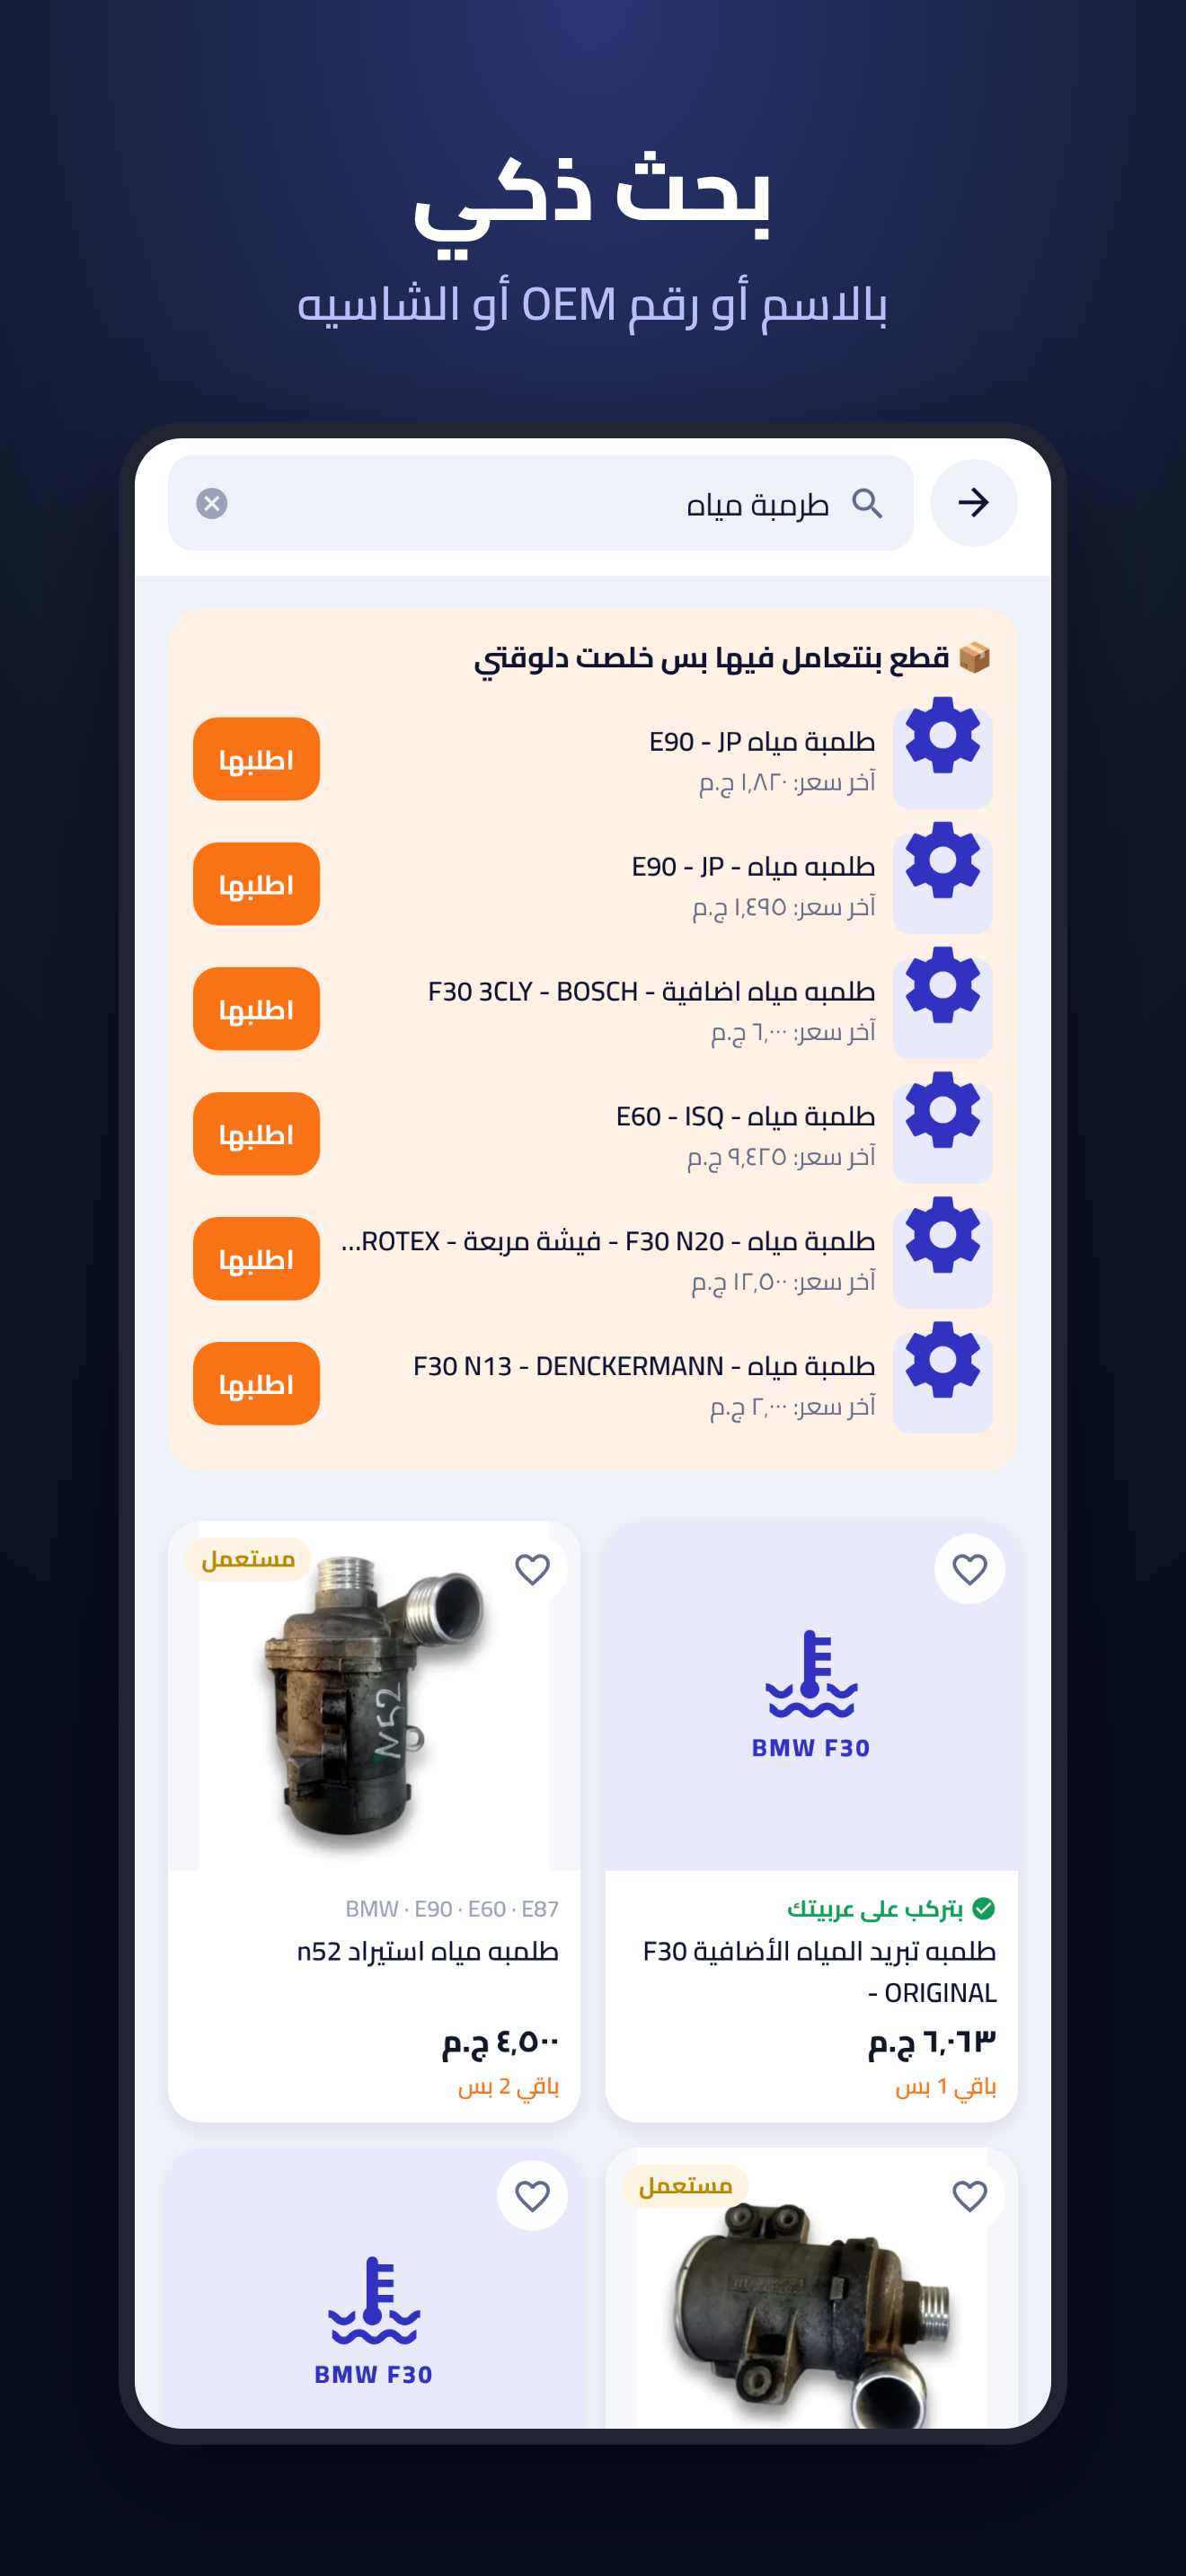 بحث ذكي
بالاسم أو رقم OEM أو الشاسيه
طرمبة مياه
📦 قطع بنتعامل فيها بس خلصت دلوقتي
طلمبة مياه E90 - JP
آخر سعر: ١,٨٢٠ ج.م
اطلبها
طلمبه مياه - E90 - JP
آخر سعر: ١,٤٩٥ ج.م
اطلبها
طلمبه مياه اضافية - F30 3CLY - BOSCH
آخر سعر: ٦,٠٠٠ ج.م
اطلبها
طلمبة مياه - E60 - ISQ
آخر سعر: ٩,٤٢٥ ج.م
اطلبها
طلمبة مياه - F30 N20 - فيشة مربعة - ROTEX...
آخر سعر: ١٢,٥٠٠ ج.م
اطلبها
طلمبة مياه - F30 N13 - DENCKERMANN
آخر سعر: ٢,٠٠٠ ج.م
اطلبها
BMW F30
بتركب على عربيتك
طلمبه تبريد المياه الأضافية F30
- ORIGINAL
٦,٠٦٣ ج.م
باقي 1 بس
مستعمل
N52
BMW · E90 · E60 · E87
طلمبه مياه استيراد n52
٤,٥٠٠ ج.م
باقي 2 بس
مستعمل
BMW F30